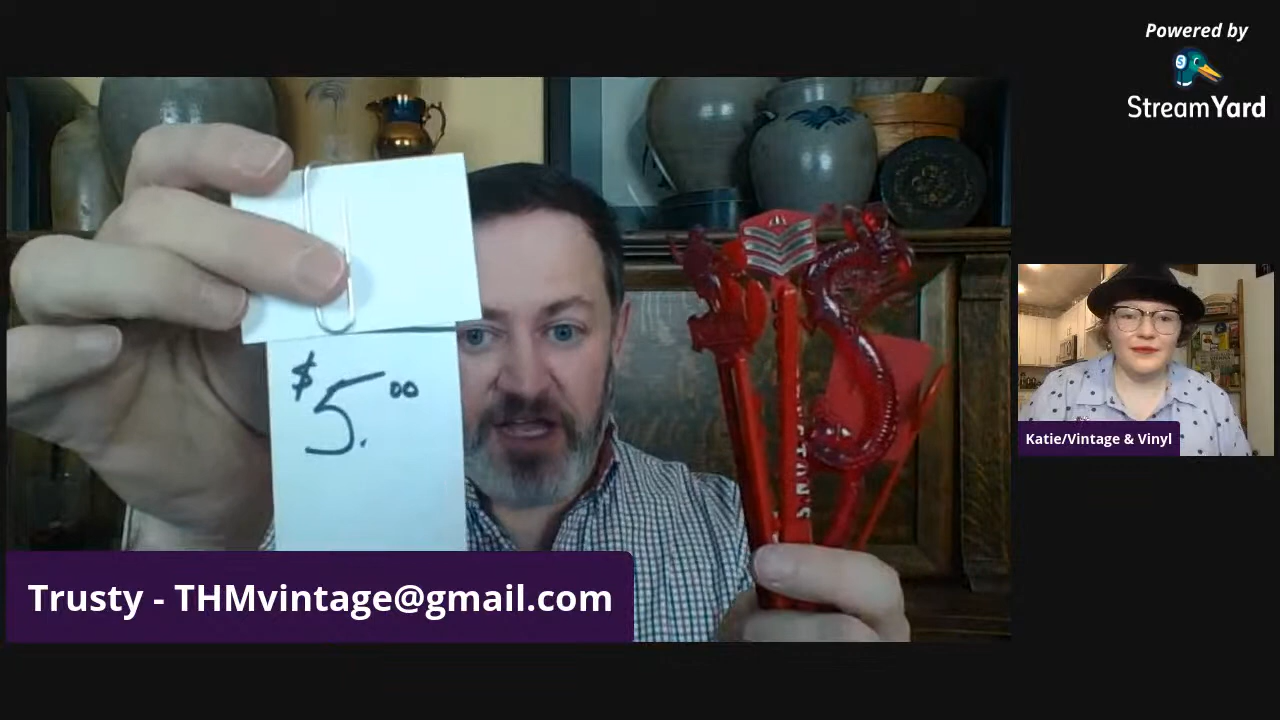 Powered by
StreamYard
$5.00
Katie/Vintage & Vinyl
Trusty - THMvintage@gmail.com